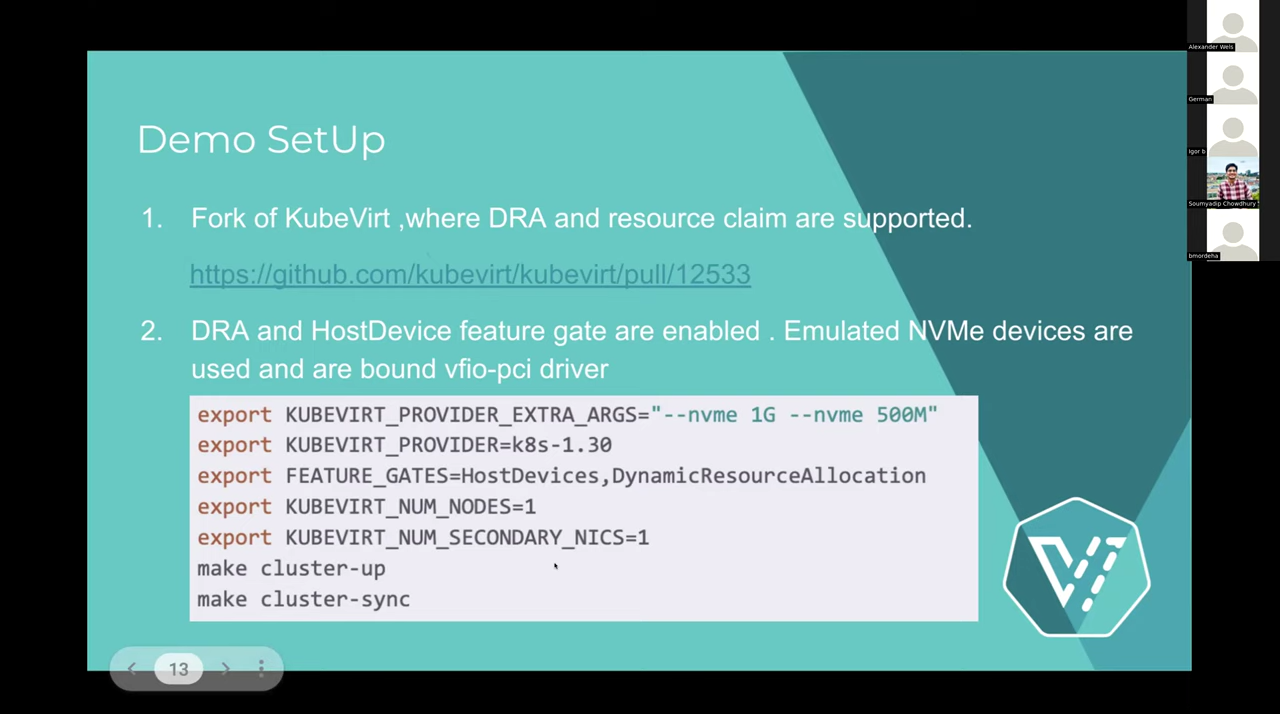 Demo SetUp
1. Fork of KubeVirt ,where DRA and resource claim are supported.
https://github.com/kubevirt/kubevirt/pull/12533
2. DRA and HostDevice feature gate are enabled . Emulated NVMe devices are
used and are bound vfio-pci driver
export KUBEVIRT_PROVIDER_EXTRA_ARGS="--nvme 1G --nvme 500M"
export KUBEVIRT_PROVIDER=k8s-1.30
export FEATURE_GATES=HostDevices,DynamicResourceAllocation
export KUBEVIRT_NUM_NODES=1
export KUBEVIRT_NUM_SECONDARY_NICS=1
make cluster-up
make cluster-sync
13
Alexander Wels
German
Igor b
Soumyadip Chowdhury
bmordeha